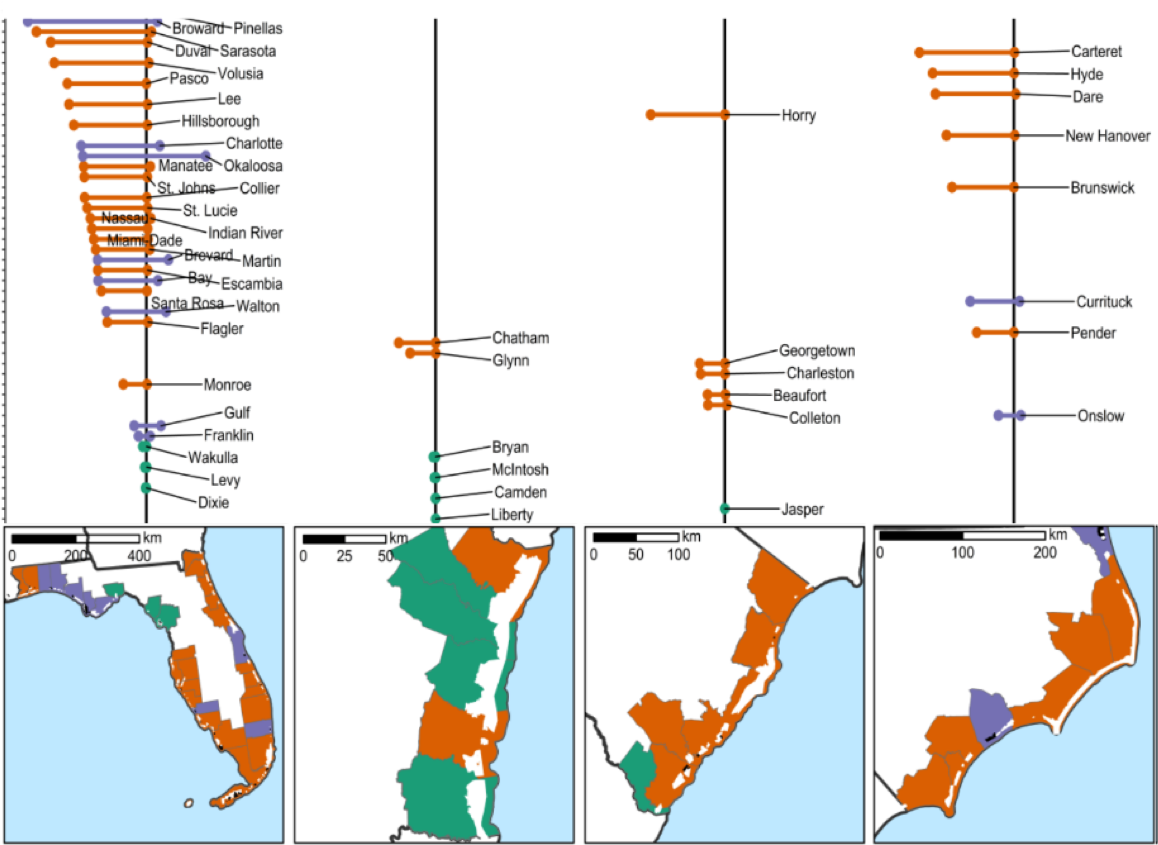 Broward Pinellas
Duval Sarasota
Volusia
Pasco
Lee
Hillsborough
Charlotte
Manatee Okaloosa
St. Johns Collier
St. Lucie
Nassau
Indian River
Miami-Dade
Brevard Martin
Bay Escambia
Santa Rosa Walton
Flagler
Monroe
Gulf
Franklin
Wakulla
Levy
Dixie
Chatham
Glynn
Bryan
McIntosh
Camden
Liberty
Horry
Georgetown
Charleston
Beaufort
Colleton
Jasper
Carteret
Hyde
Dare
New Hanover
Brunswick
Currituck
Pender
Onslow
km
0 200 400
km
0 25 50
km
0 50 100
km
0 100 200